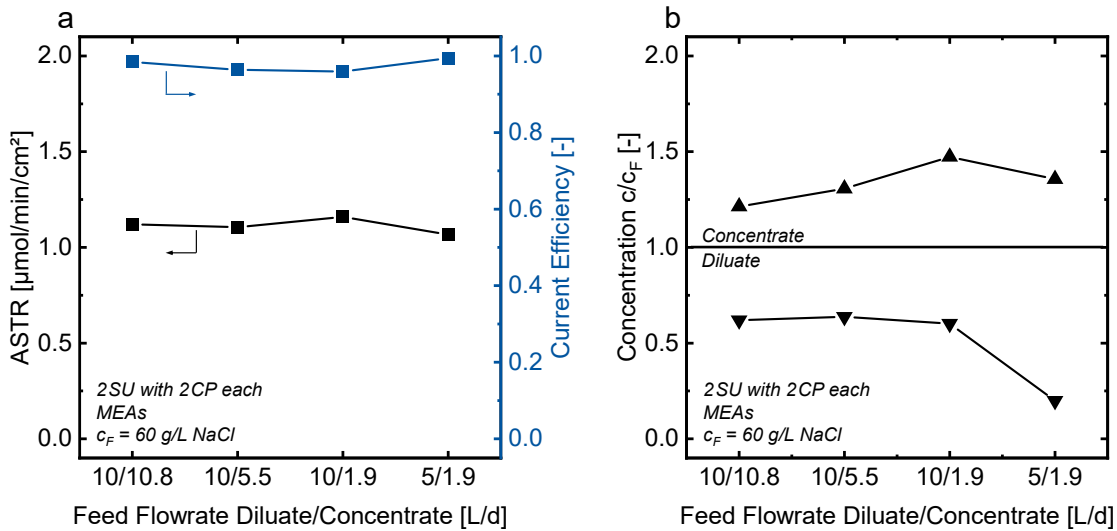 a
2.0
1.5
1.0
0.5
0.0
ASTR [µmol/min/cm²]
1.0
0.8
0.6
0.4
0.2
0.0
Current Efficiency [-]
2SU with 2CP each
MEAs
c_F = 60 g/L NaCl
10/10.8 10/5.5 10/1.9 5/1.9
Feed Flowrate Diluate/Concentrate [L/d]
b
2.0
1.5
1.0
0.5
0.0
Concentration c/c_F [-]
Concentrate
Diluate
2SU with 2CP each
MEAs
c_F = 60 g/L NaCl
10/10.8 10/5.5 10/1.9 5/1.9
Feed Flowrate Diluate/Concentrate [L/d]